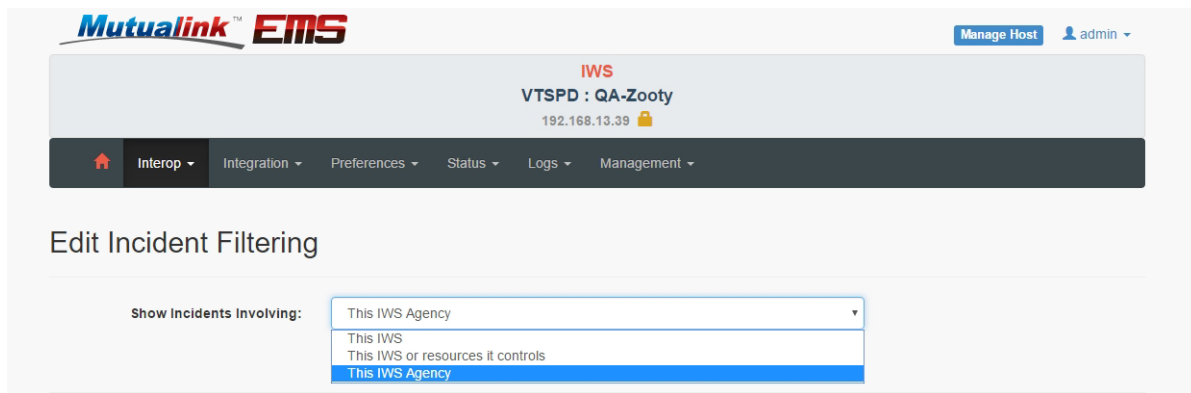 Mutualink™ EMS
Manage Host admin
IWS
VTSPD : QA-Zooty
192.168.13.39
Interop Integration Preferences Status Logs Management
Edit Incident Filtering
Show Incidents Involving: This IWS Agency
This IWS
This IWS or resources it controls
This IWS Agency